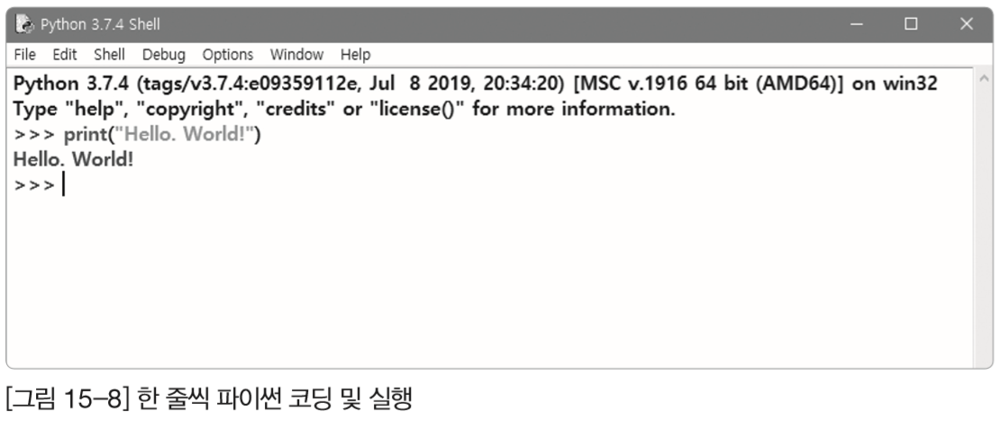 Python 3.7.4 Shell
File Edit Shell Debug Options Window Help
Python 3.7.4 (tags/v3.7.4:e09359112e, Jul  8 2019, 20:34:20) [MSC v.1916 64 bit (AMD64)] on win32
Type "help", "copyright", "credits" or "license()" for more information.
>>> print("Hello. World!")
Hello. World!
>>>
[그림 15-8] 한 줄씩 파이썬 코딩 및 실행